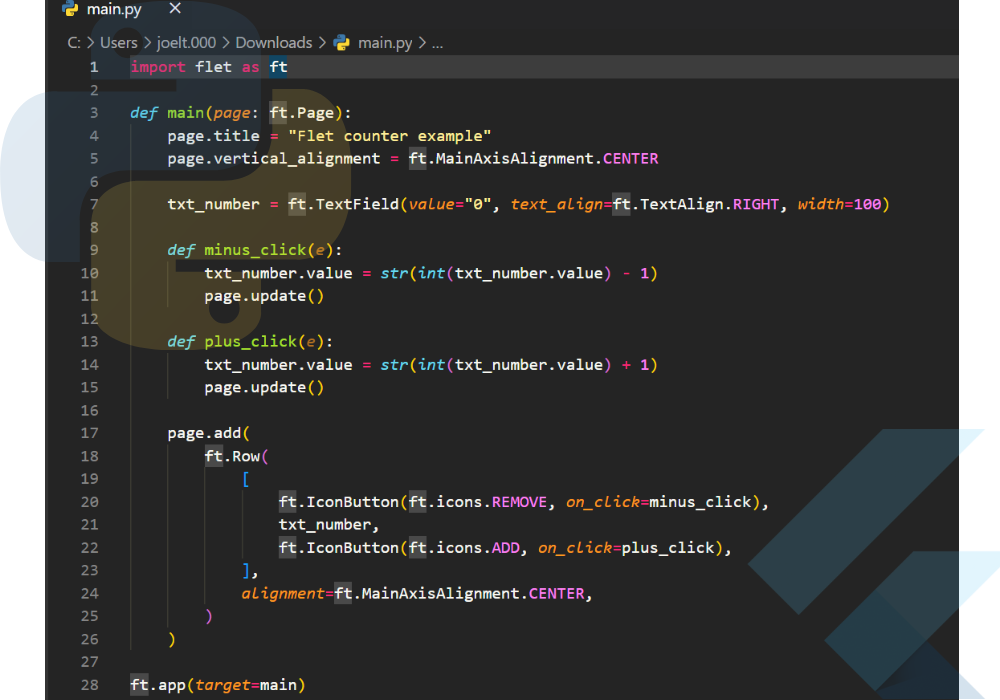 main.py ×
C: > Users > joelt.000 > Downloads > main.py > ...
1 import flet as ft
2
3 def main(page: ft.Page):
4     page.title = "Flet counter example"
5     page.vertical_alignment = ft.MainAxisAlignment.CENTER
6
7     txt_number = ft.TextField(value="0", text_align=ft.TextAlign.RIGHT, width=100)
8
9     def minus_click(e):
10         txt_number.value = str(int(txt_number.value) - 1)
11         page.update()
12
13     def plus_click(e):
14         txt_number.value = str(int(txt_number.value) + 1)
15         page.update()
16
17     page.add(
18         ft.Row(
19             [
20                 ft.IconButton(ft.icons.REMOVE, on_click=minus_click),
21                 txt_number,
22                 ft.IconButton(ft.icons.ADD, on_click=plus_click),
23             ],
24             alignment=ft.MainAxisAlignment.CENTER,
25         )
26     )
27
28 ft.app(target=main)